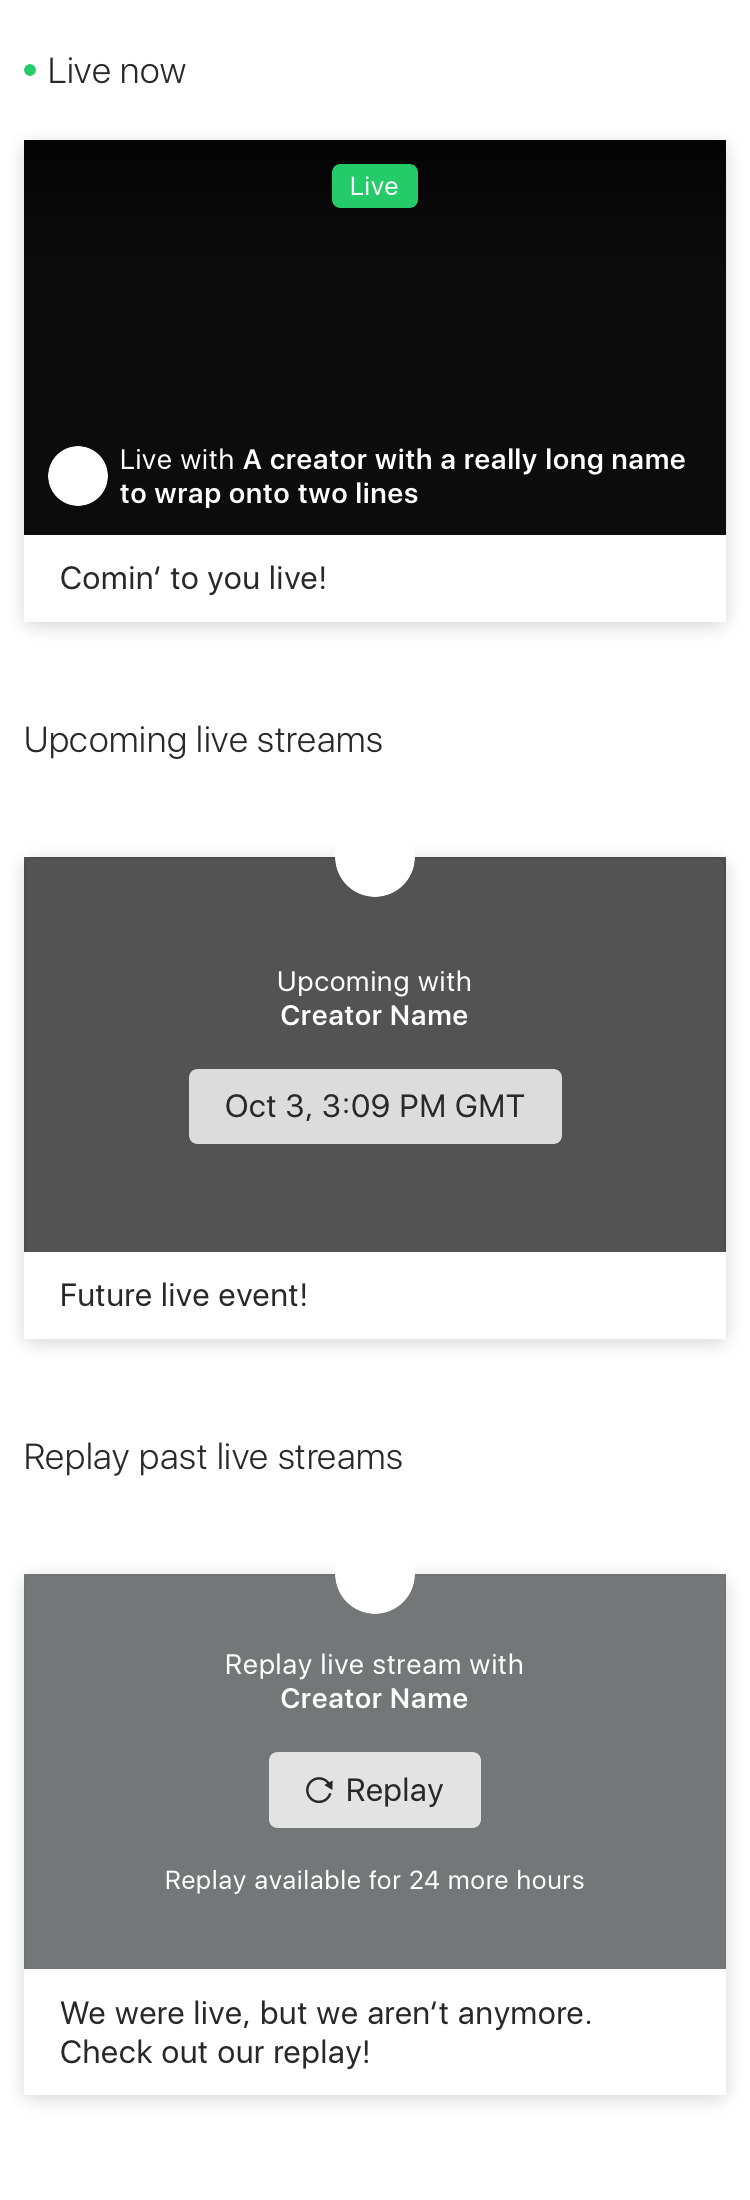 Live now
Live
Live with A creator with a really long name
to wrap onto two lines
Comin’ to you live!
Upcoming live streams
Upcoming with
Creator Name
Oct 3, 3:09 PM GMT
Future live event!
Replay past live streams
Replay live stream with
Creator Name
Replay
Replay available for 24 more hours
We were live, but we aren’t anymore.
Check out our replay!